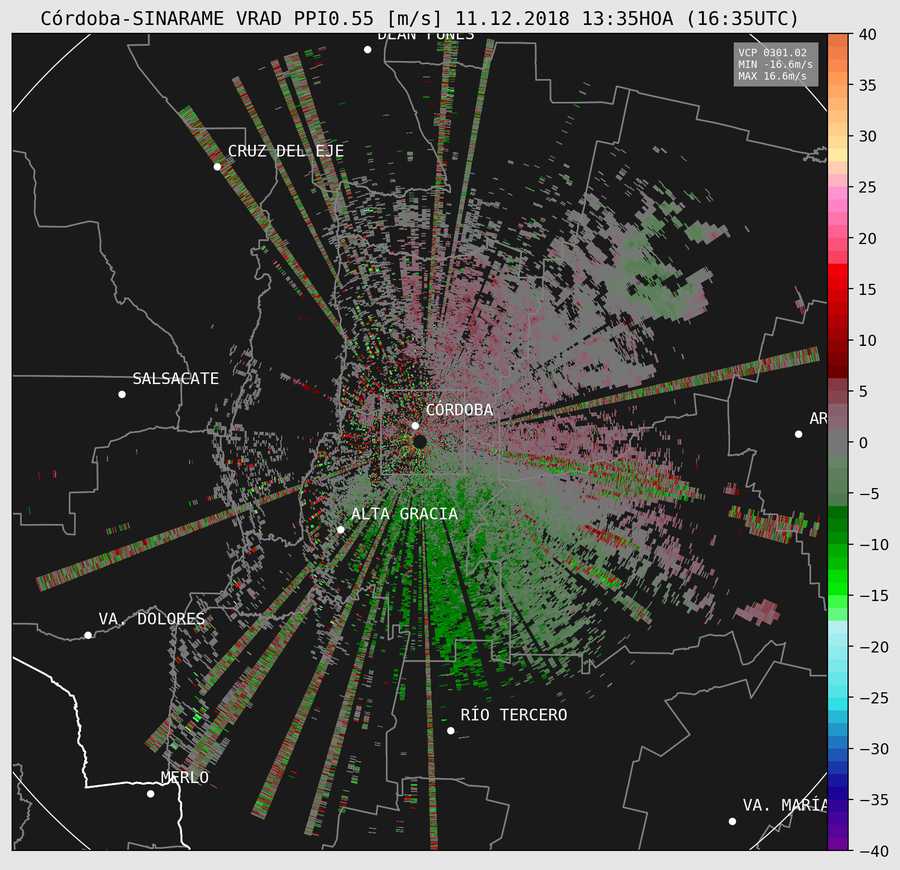 Córdoba-SINARAME VRAD PPI0.55 [m/s] 11.12.2018 13:35HOA (16:35UTC)
DEAN FUNES
VCP 0301.02
MIN -16.6m/s
MAX 16.6m/s
CRUZ DEL EJE
SALSACATE
CÓRDOBA
AR
ALTA GRACIA
VA. DOLORES
RÍO TERCERO
MERLO
VA. MARÍA
40
35
30
25
20
15
10
5
0
−5
−10
−15
−20
−25
−30
−35
−40